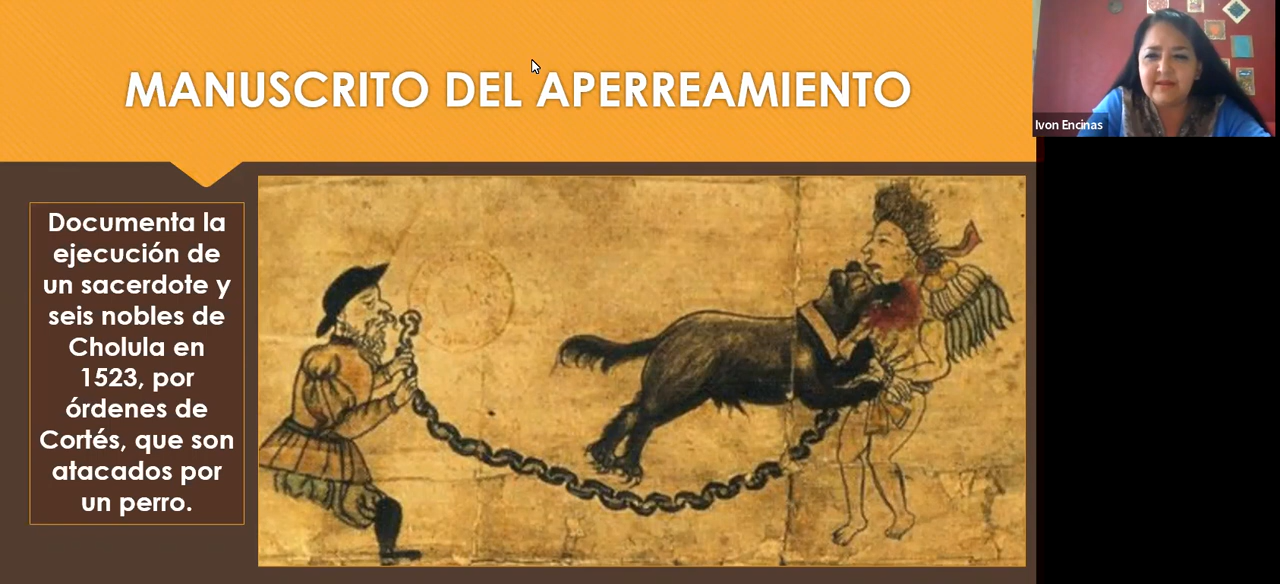 MANUSCRITO DEL APERREAMIENTO
Ivon Encinas
Documenta la
ejecución de
un sacerdote y
seis nobles de
Cholula en
1523, por
órdenes de
Cortés, que son
atacados por
un perro.